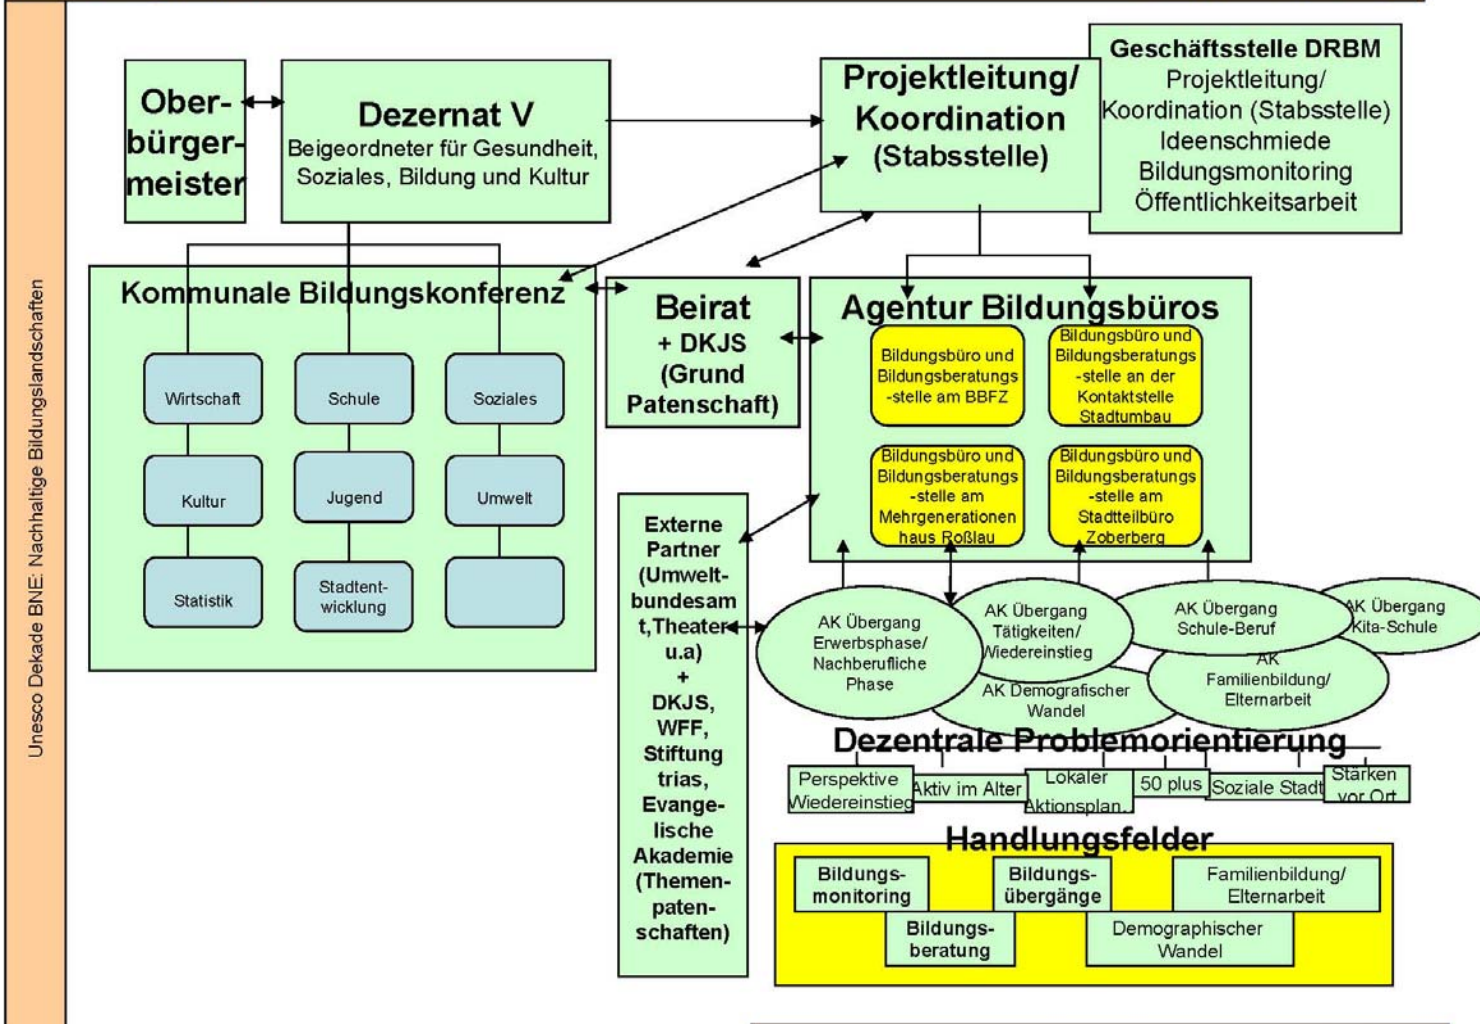 Unesco Dekade BNE: Nachhaltige Bildungslandschaften
Ober-
bürger-
meister
Dezernat V
Beigeordneter für Gesundheit,
Soziales, Bildung und Kultur
Projektleitung/
Koordination
(Stabsstelle)
Geschäftsstelle DRBM
Projektleitung/
Koordination (Stabsstelle)
Ideenschmiede
Bildungsmonitoring
Öffentlichkeitsarbeit
Kommunale Bildungskonferenz
Wirtschaft
Schule
Soziales
Kultur
Jugend
Umwelt
Statistik
Stadtent-
wicklung
Beirat
+ DKJS
(Grund
Patenschaft)
Agentur Bildungsbüros
Bildungsbüro und
Bildungsberatungs
-stelle am BBFZ
Bildungsbüro und
Bildungsberatungs
-stelle an der
Kontaktstelle
Stadtumbau
Bildungsbüro und
Bildungsberatungs
-stelle am
Mehrgenerationen
haus Roßlau
Bildungsbüro und
Bildungsberatungs
-stelle am
Stadtteilbüro
Zoberberg
Externe
Partner
(Umwelt-
bundesam
t,Theater
u.a)
+
DKJS,
WFF,
Stiftung
trias,
Evange-
lische
Akademie
(Themen-
paten-
schaften)
AK Übergang
Erwerbsphase/
Nachberufliche
Phase
AK Übergang
Tätigkeiten/
Wiedereinstieg
AK Übergang
Schule-Beruf
AK Übergang
Kita-Schule
AK Demografischer
Wandel
AK
Familienbildung/
Elternarbeit
Dezentrale Problemorientierung
Perspektive
Wiedereinstieg
Aktiv im Alter
Lokaler
Aktionsplan.
50 plus
Soziale Stadt
Stärken
vor Ort
Handlungsfelder
Bildungs-
monitoring
Bildungs-
übergänge
Familienbildung/
Elternarbeit
Bildungs-
beratung
Demographischer
Wandel